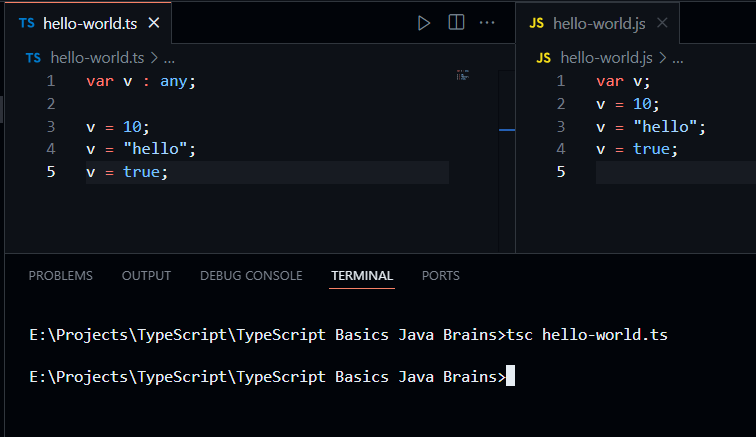 TS hello-world.ts
TS hello-world.ts > ...
1 var v : any;
2
3 v = 10;
4 v = "hello";
5 v = true;
JS hello-world.js
JS hello-world.js > ...
1 var v;
2 v = 10;
3 v = "hello";
4 v = true;
5
PROBLEMS OUTPUT DEBUG CONSOLE TERMINAL PORTS
E:\Projects\TypeScript\TypeScript Basics Java Brains>tsc hello-world.ts
E:\Projects\TypeScript\TypeScript Basics Java Brains>